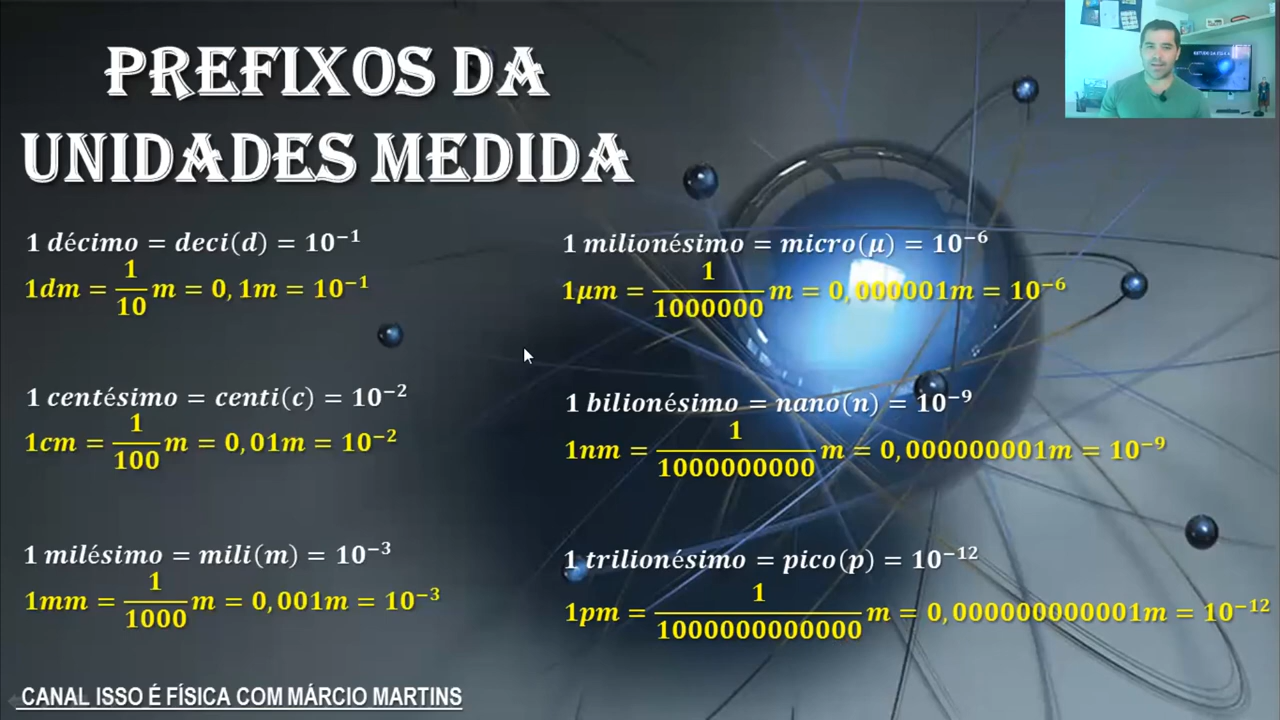 PREFIXOS DA
UNIDADES MEDIDA
1 décimo = deci(d) = 10⁻¹
1dm = 1/10 m = 0,1m = 10⁻¹
1 centésimo = centi(c) = 10⁻²
1cm = 1/100 m = 0,01m = 10⁻²
1 milésimo = mili(m) = 10⁻³
1mm = 1/1000 m = 0,001m = 10⁻³
1 milionésimo = micro(μ) = 10⁻⁶
1μm = 1/1000000 m = 0,000001m = 10⁻⁶
1 bilionésimo = nano(n) = 10⁻⁹
1nm = 1/1000000000 m = 0,000000001m = 10⁻⁹
1 trilionésimo = pico(p) = 10⁻¹²
1pm = 1/1000000000000 m = 0,000000000001m = 10⁻¹²
CANAL ISSO É FÍSICA COM MÁRCIO MARTINS